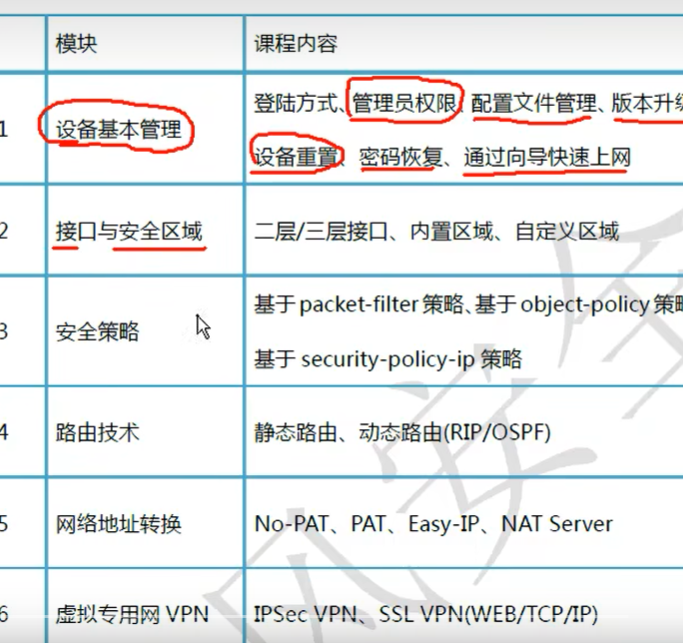 模块 课程内容
1 设备基本管理 登陆方式、管理员权限、配置文件管理、版本升级
设备重置、密码恢复、通过向导快速上网
2 接口与安全区域 二层/三层接口、内置区域、自定义区域
3 安全策略 基于 packet-filter 策略、基于 object-policy 策略
基于 security-policy-ip 策略
4 路由技术 静态路由、动态路由(RIP/OSPF)
5 网络地址转换 No-PAT、PAT、Easy-IP、NAT Server
6 虚拟专用网 VPN IPSec VPN、SSL VPN(WEB/TCP/IP)
风安全